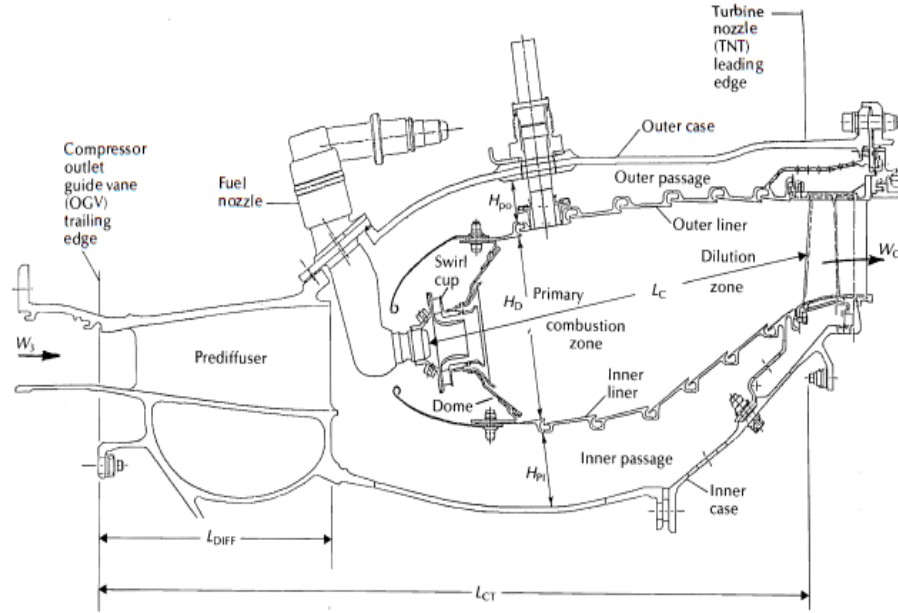 Turbine
nozzle
(TNT)
leading
edge
Compressor
outlet
guide vane
(OGV)
trailing
edge
Fuel
nozzle
Outer case
Outer passage
H_PO
Outer liner
Swirl
cup
H_D
Primary
combustion
zone
L_C
Dilution
zone
W_3
Prediffuser
Dome
Inner
liner
Inner passage
H_PI
Inner
case
L_DIFF
L_CT